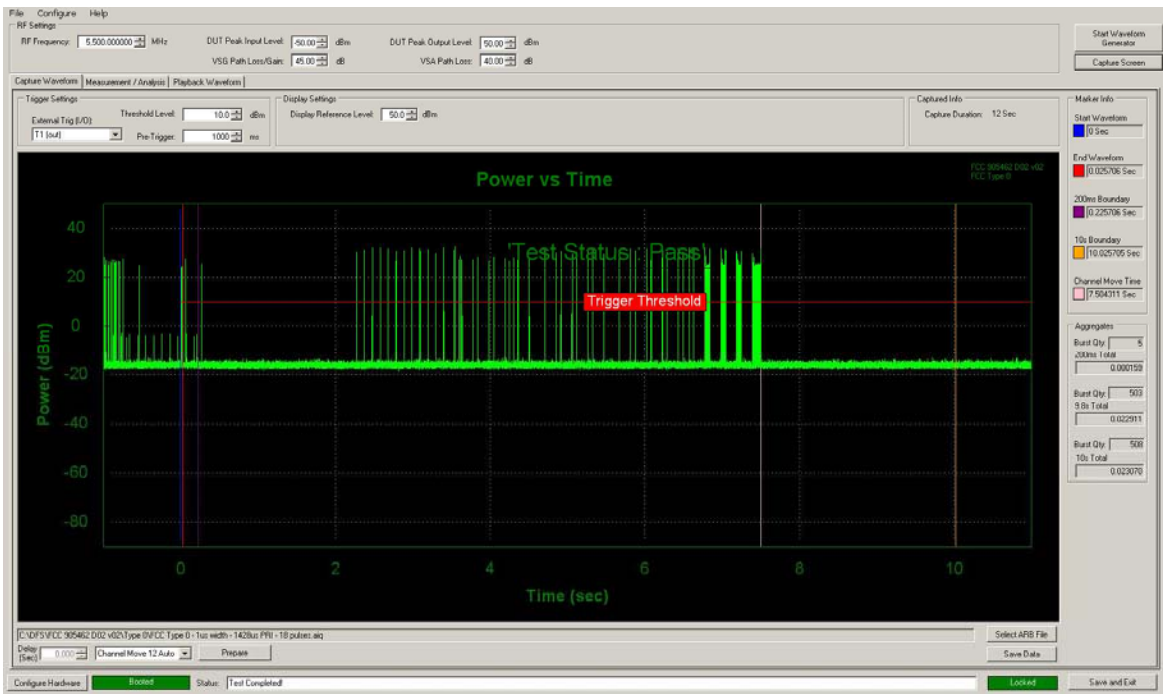 File Configure Help
RF Settings
RF Frequency: 5.500.000000 MHz
DUT Peak Input Level: -50.00 dBm
DUT Peak Output Level: 50.00 dBm
VSG Path Loss/Gain: 45.00 dB
VSA Path Loss: 40.00 dB
Start Waveform Generator
Capture Screen
Capture Waveform Measurement / Analysis Playback Waveform
Trigger Settings
External Trig (I/O):
T1 (out)
Threshold Level: 10.0 dBm
Pre-Trigger: 1000 ms
Display Settings
Display Reference Level: 50.0 dBm
Captured Info
Capture Duration: 12 Sec
Marker Info
Start Waveform
0 Sec
End Waveform
0.025706 Sec
200ms Boundary
0.225706 Sec
10s Boundary
10.025705 Sec
Channel Move Time
7.504311 Sec
Aggregates
Burst Qty: 5
200ms Total
0.000159
Burst Qty: 503
9.8s Total
0.022911
Burst Qty: 508
10s Total
0.023070
Power vs Time
FCC 905462 D02 v02
FCC Type 0
'Test Status : Pass'
Trigger Threshold
Power (dBm)
40
20
0
-20
-40
-60
-80
0 2 4 6 8 10
Time (sec)
C:\DFS\FCC 905462 D02 v02\Type 0\FCC Type 0 - 1us width - 1428us PRI - 18 pulses.aiq
Select ARB File
Delay (Sec) 0.000 Channel Move 12 Auto Prepare
Save Data
Configure Hardware Booted Status: Test Completed! Locked Save and Exit